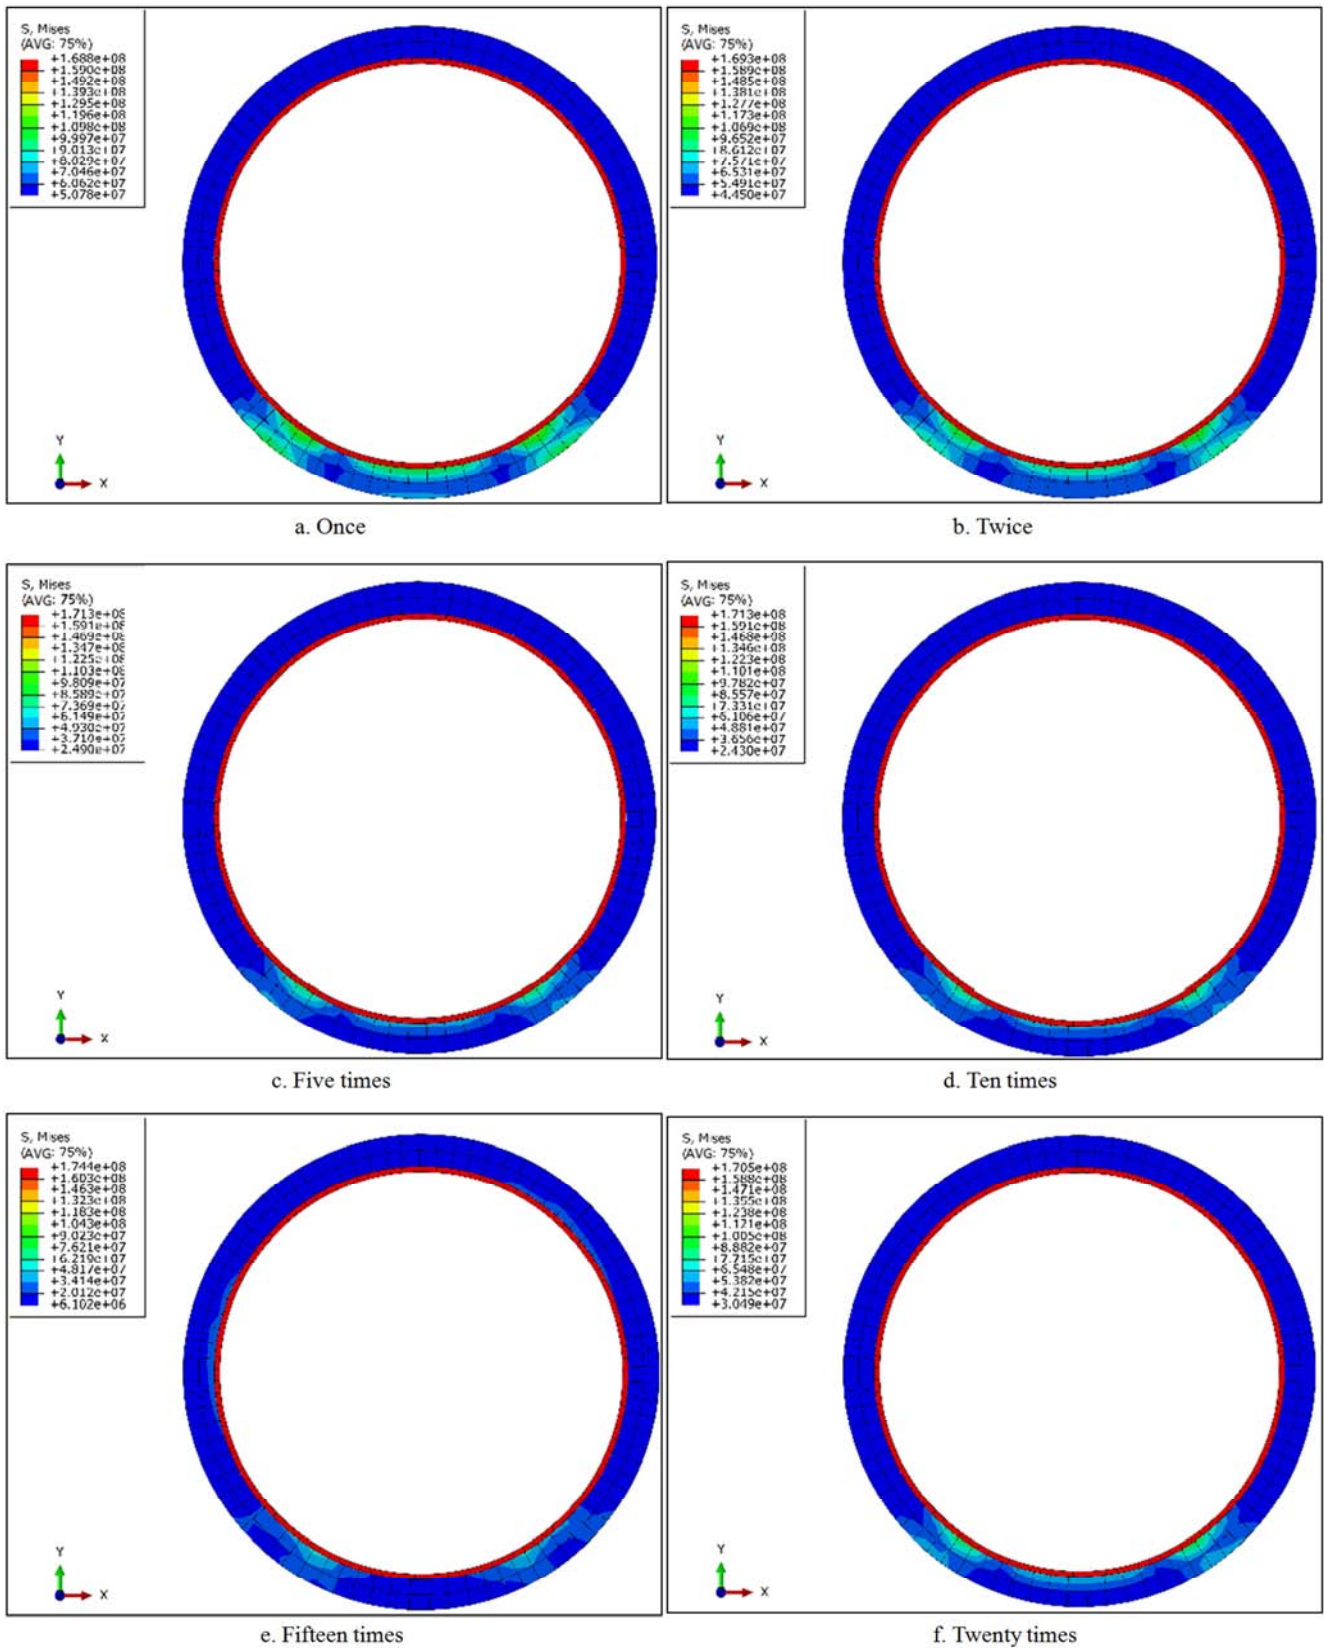 S, Mises
(AVG: 75%)
+1.688e+08
+1.590e+08
+1.492e+08
+1.393e+08
+1.295e+08
+1.196e+08
+1.098e+08
+9.997e+07
+9.013e+07
+8.029e+07
+7.046e+07
+6.062e+07
+5.078e+07
Y
X
a. Once
S, Mises
(AVG: 75%)
+1.693e+08
+1.589e+08
+1.485e+08
+1.381e+08
+1.277e+08
+1.173e+08
+1.069e+08
+9.652e+07
+8.612e+07
+7.571e+07
+6.531e+07
+5.491e+07
+4.450e+07
Y
X
b. Twice
S, Mises
(AVG: 75%)
+1.713e+08
+1.591e+08
+1.469e+08
+1.347e+08
+1.225e+08
+1.103e+08
+9.809e+07
+8.589e+07
+7.369e+07
+6.149e+07
+4.930e+07
+3.710e+07
+2.490e+07
Y
X
c. Five times
S, Mises
(AVG: 75%)
+1.713e+08
+1.591e+08
+1.468e+08
+1.346e+08
+1.223e+08
+1.101e+08
+9.782e+07
+8.557e+07
+7.331e+07
+6.106e+07
+4.881e+07
+3.656e+07
+2.430e+07
Y
X
d. Ten times
S, Mises
(AVG: 75%)
+1.744e+08
+1.603e+08
+1.463e+08
+1.323e+08
+1.183e+08
+1.043e+08
+9.023e+07
+7.621e+07
+6.219e+07
+4.817e+07
+3.414e+07
+2.012e+07
+6.102e+06
Y
X
e. Fifteen times
S, Mises
(AVG: 75%)
+1.705e+08
+1.588e+08
+1.471e+08
+1.355e+08
+1.238e+08
+1.121e+08
+1.005e+08
+8.882e+07
+7.715e+07
+6.548e+07
+5.382e+07
+4.215e+07
+3.049e+07
Y
X
f. Twenty times